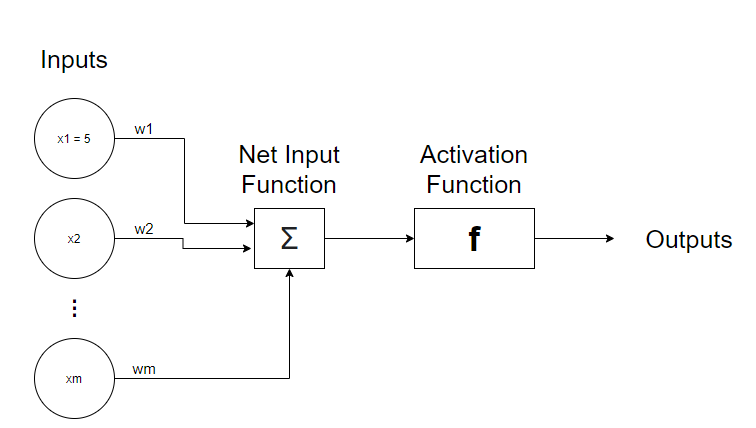 Inputs
x1 = 5
w1
Net Input
Function
Activation
Function
x2
w2
Σ
f
Outputs
⋮
xm
wm